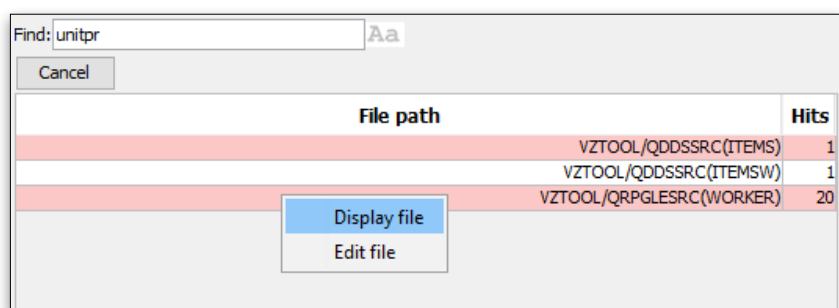 Find: unitpr Aa
Cancel
File path Hits
VZTOOL/QDDSSRC(ITEMS) 1
VZTOOL/QDDSSRC(ITEMSW) 1
VZTOOL/QRPGLESRC(WORKER) 20
Display file
Edit file